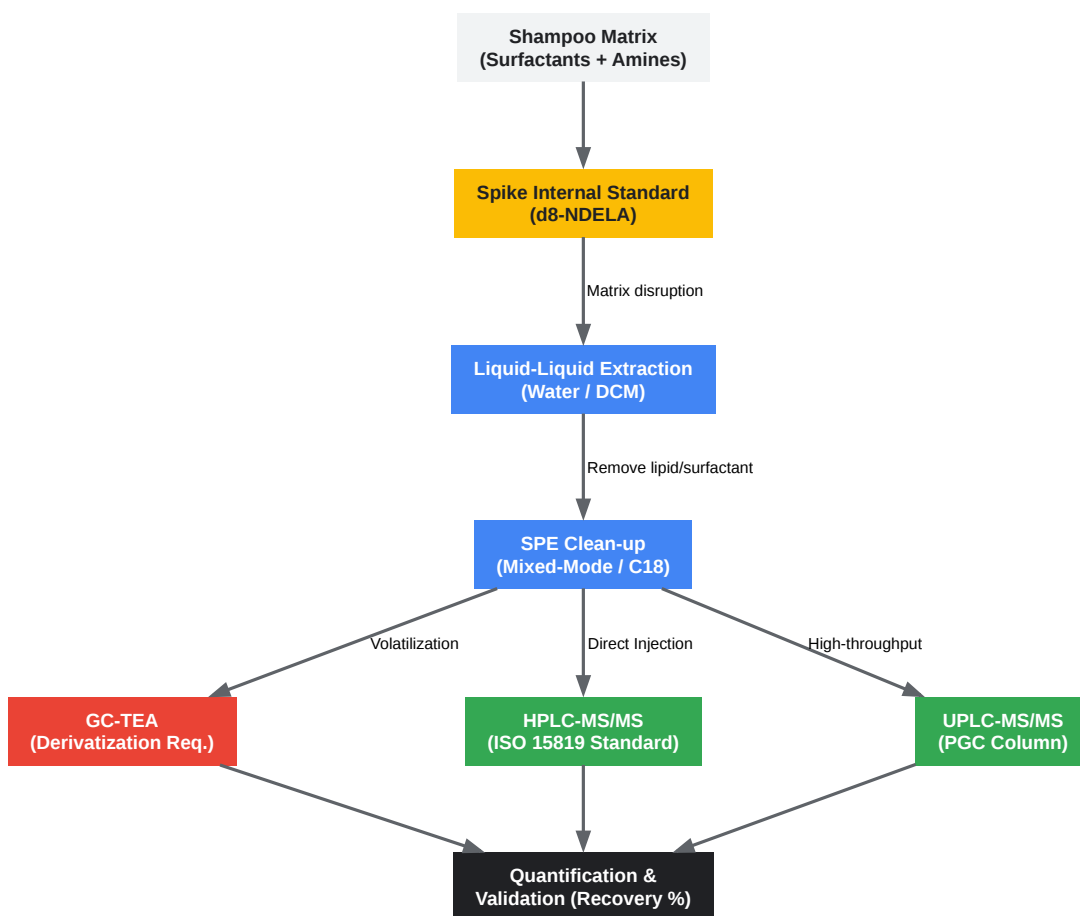 Shampoo Matrix
(Surfactants + Amines)
Spike Internal Standard
(d8-NDELA)
Matrix disruption
Liquid-Liquid Extraction
(Water / DCM)
Remove lipid/surfactant
SPE Clean-up
(Mixed-Mode / C18)
Volatilization
Direct Injection
High-throughput
GC-TEA
(Derivatization Req.)
HPLC-MS/MS
(ISO 15819 Standard)
UPLC-MS/MS
(PGC Column)
Quantification &
Validation (Recovery %)